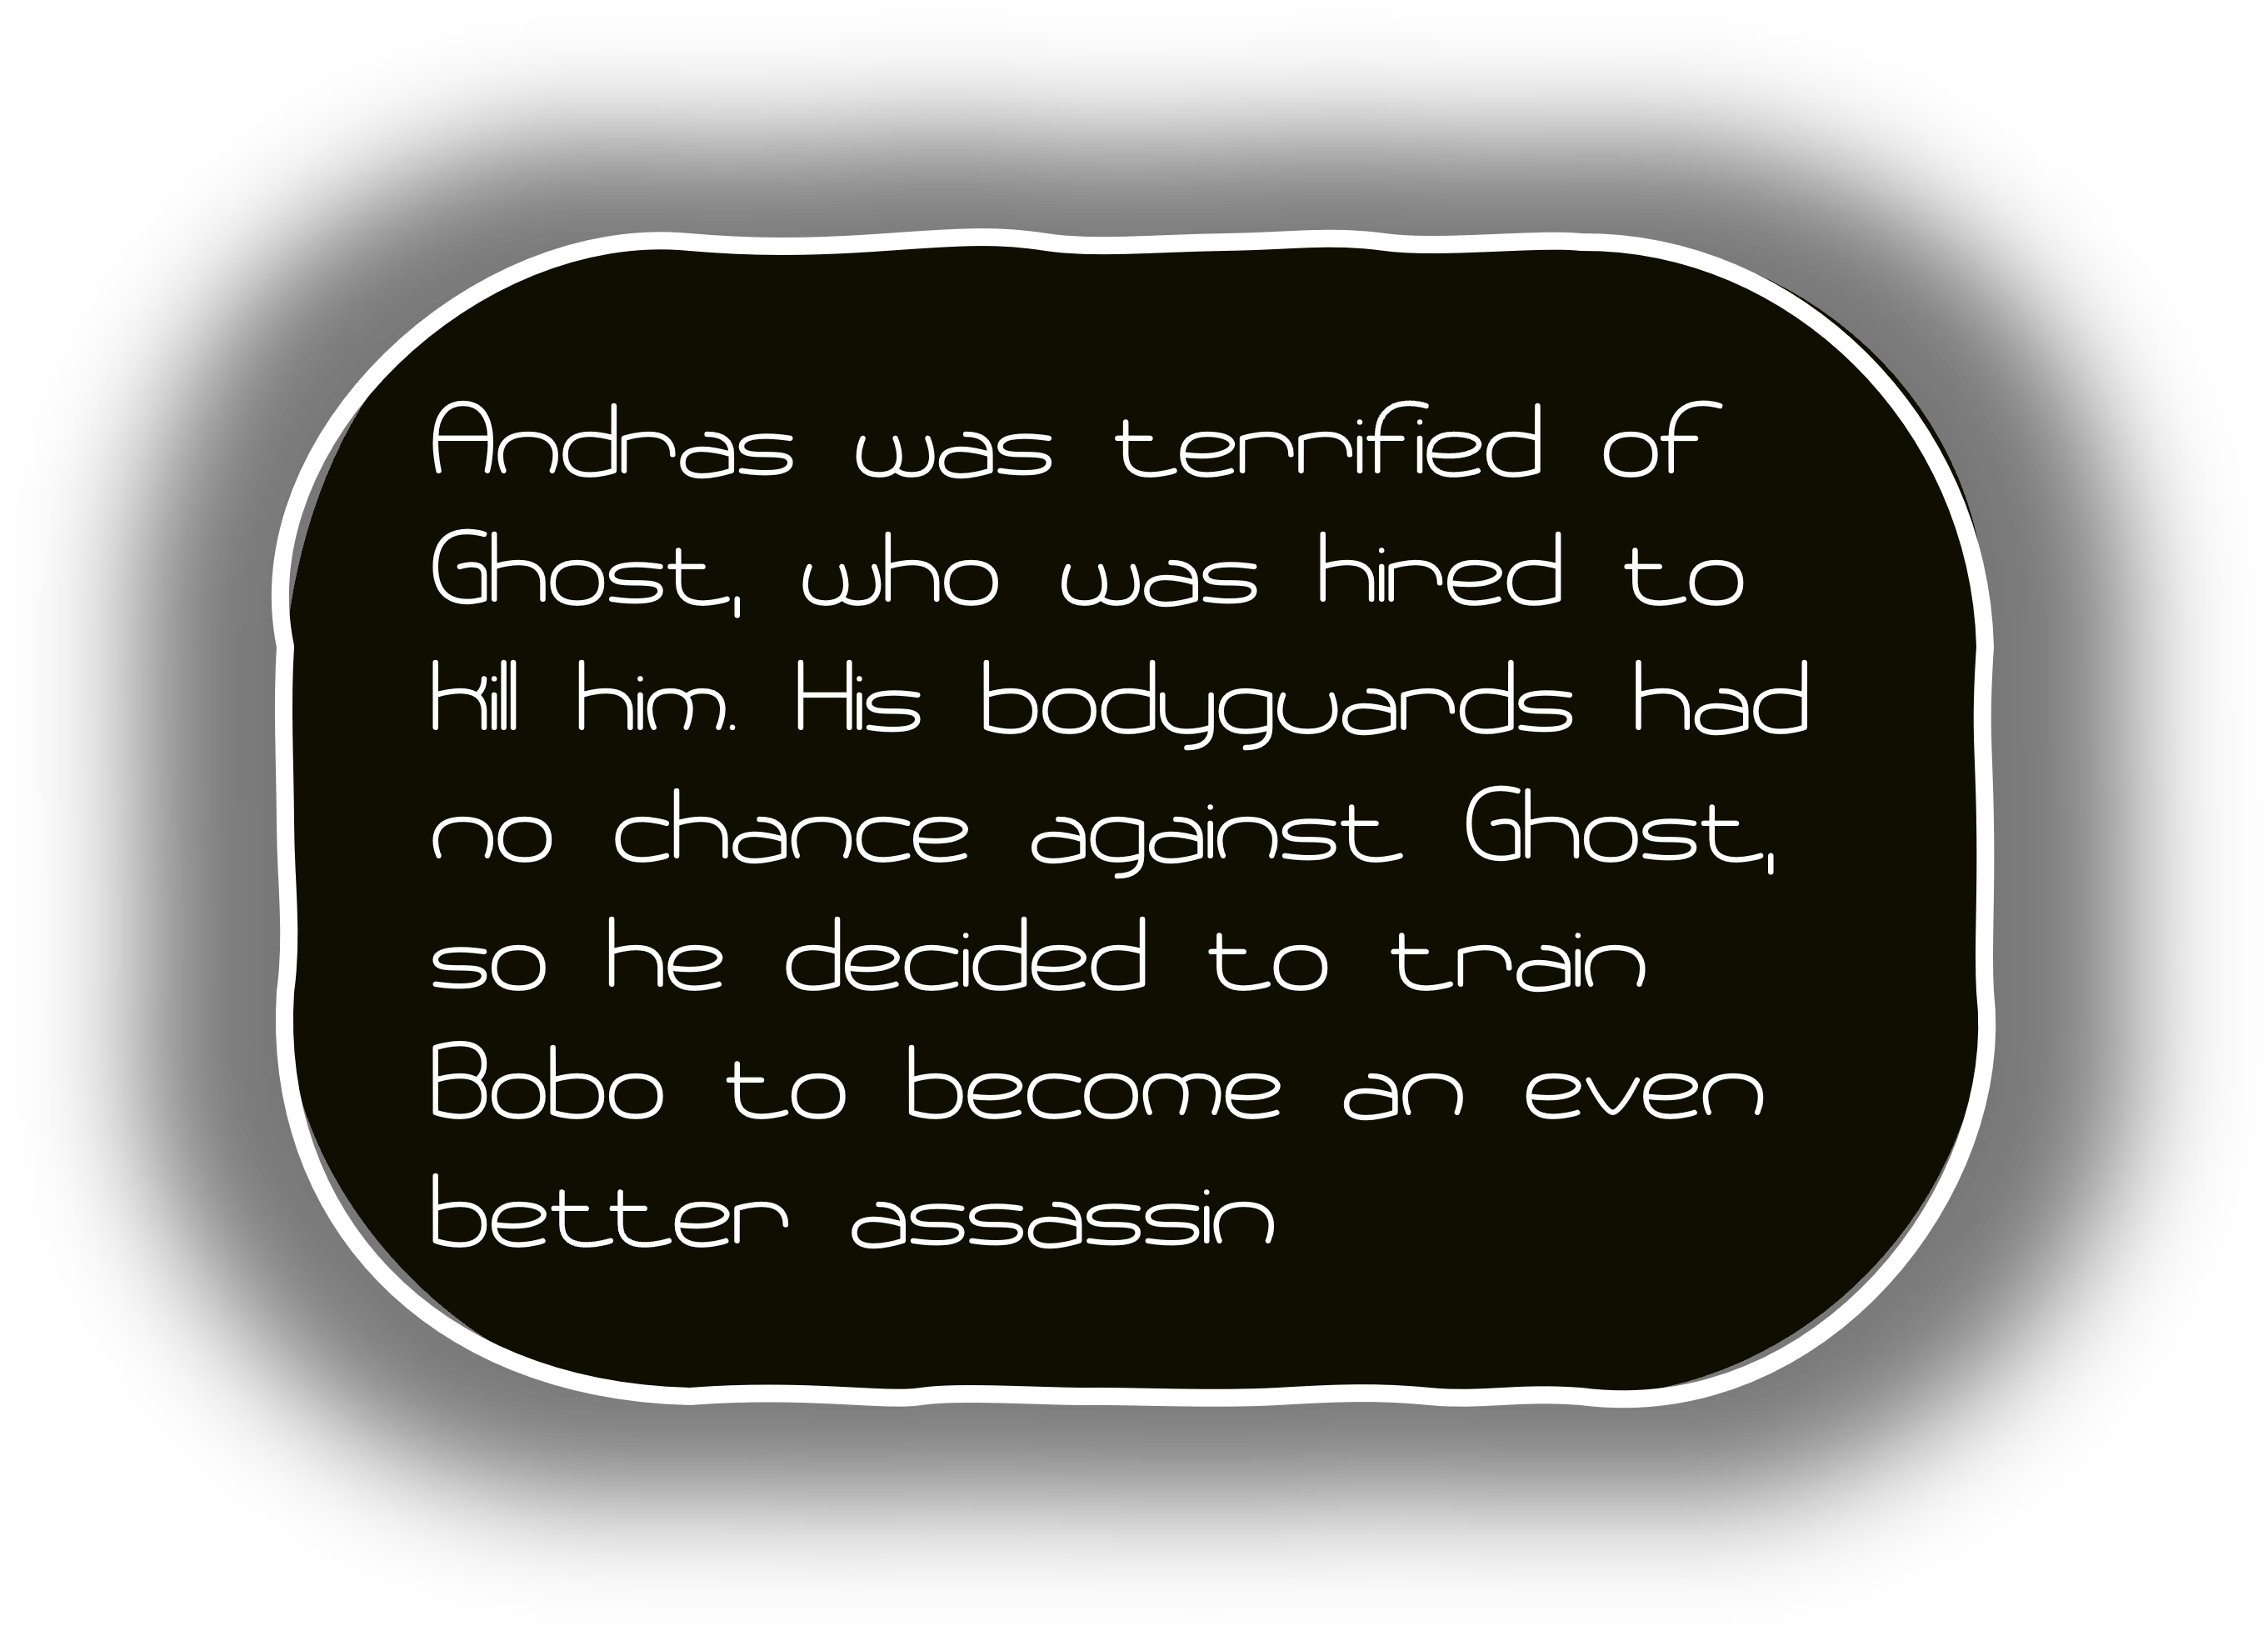 Andras was terrified of
Ghost, who was hired to
kill him. His bodyguards had
no chance against Ghost,
so he decided to train
Bobo to become an even
better assassin